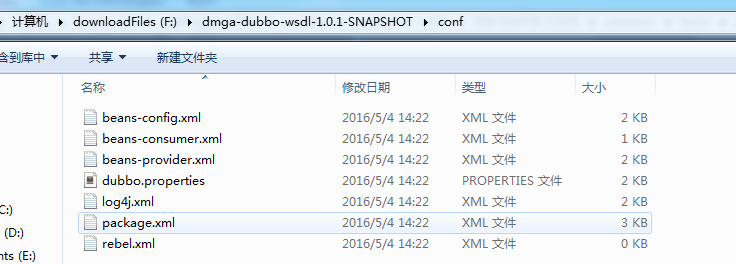 计算机 downloadFiles (F:) dmga-dubbo-wsdl-1.0.1-SNAPSHOT conf
含到库中 共享 新建文件夹
名称 修改日期 类型 大小
beans-config.xml 2016/5/4 14:22 XML 文件 2 KB
beans-consumer.xml 2016/5/4 14:22 XML 文件 1 KB
beans-provider.xml 2016/5/4 14:22 XML 文件 2 KB
dubbo.properties 2016/5/4 14:22 PROPERTIES 文件 2 KB
log4j.xml 2016/5/4 14:22 XML 文件 2 KB
C:)
package.xml 2016/5/4 14:22 XML 文件 3 KB
(D:)
rebel.xml 2016/5/4 14:22 XML 文件 0 KB
nts (E:)